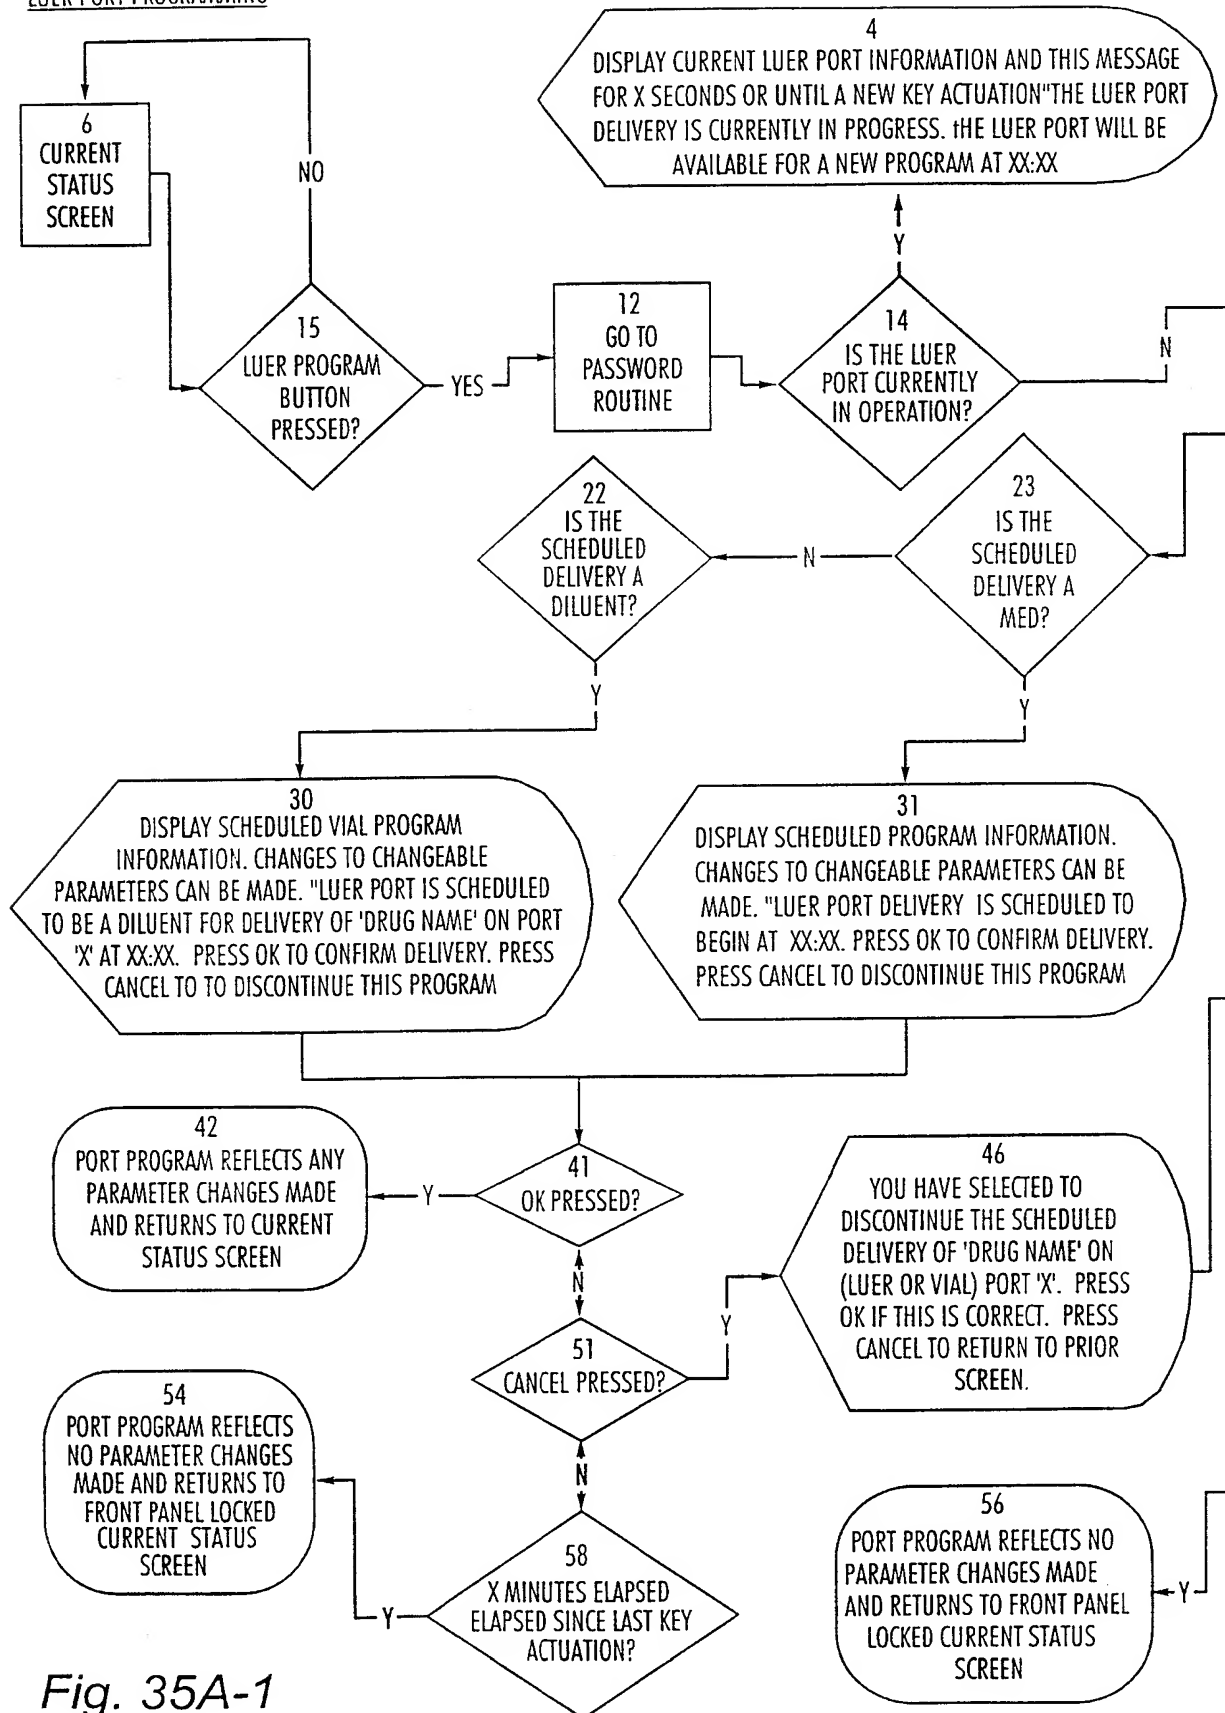 LUER PORT PROGRAMMING
4
DISPLAY CURRENT LUER PORT INFORMATION AND THIS MESSAGE
FOR X SECONDS OR UNTIL A NEW KEY ACTUATION"THE LUER PORT
DELIVERY IS CURRENTLY IN PROGRESS. tHE LUER PORT WILL BE
AVAILABLE FOR A NEW PROGRAM AT XX:XX
6
CURRENT
STATUS
SCREEN
NO
Y
15
LUER PROGRAM
BUTTON
PRESSED?
YES
12
GO TO
PASSWORD
ROUTINE
14
IS THE LUER
PORT CURRENTLY
IN OPERATION?
N
22
IS THE
SCHEDULED
DELIVERY A
DILUENT?
N
23
IS THE
SCHEDULED
DELIVERY A
MED?
Y
Y
30
DISPLAY SCHEDULED VIAL PROGRAM
INFORMATION. CHANGES TO CHANGEABLE
PARAMETERS CAN BE MADE. "LUER PORT IS SCHEDULED
TO BE A DILUENT FOR DELIVERY OF 'DRUG NAME' ON PORT
'X' AT XX:XX. PRESS OK TO CONFIRM DELIVERY. PRESS
CANCEL TO TO DISCONTINUE THIS PROGRAM
31
DISPLAY SCHEDULED PROGRAM INFORMATION.
CHANGES TO CHANGEABLE PARAMETERS CAN BE
MADE. "LUER PORT DELIVERY IS SCHEDULED TO
BEGIN AT XX:XX. PRESS OK TO CONFIRM DELIVERY.
PRESS CANCEL TO DISCONTINUE THIS PROGRAM
42
PORT PROGRAM REFLECTS ANY
PARAMETER CHANGES MADE
AND RETURNS TO CURRENT
STATUS SCREEN
Y
41
OK PRESSED?
N
46
YOU HAVE SELECTED TO
DISCONTINUE THE SCHEDULED
DELIVERY OF 'DRUG NAME' ON
(LUER OR VIAL) PORT 'X'. PRESS
OK IF THIS IS CORRECT. PRESS
CANCEL TO RETURN TO PRIOR
SCREEN.
51
CANCEL PRESSED?
Y
N
54
PORT PROGRAM REFLECTS
NO PARAMETER CHANGES
MADE AND RETURNS TO
FRONT PANEL LOCKED
CURRENT STATUS
SCREEN
Y
58
X MINUTES ELAPSED
ELAPSED SINCE LAST KEY
ACTUATION?
56
PORT PROGRAM REFLECTS NO
PARAMETER CHANGES MADE
AND RETURNS TO FRONT PANEL
LOCKED CURRENT STATUS
SCREEN
Y
Fig. 35A-1